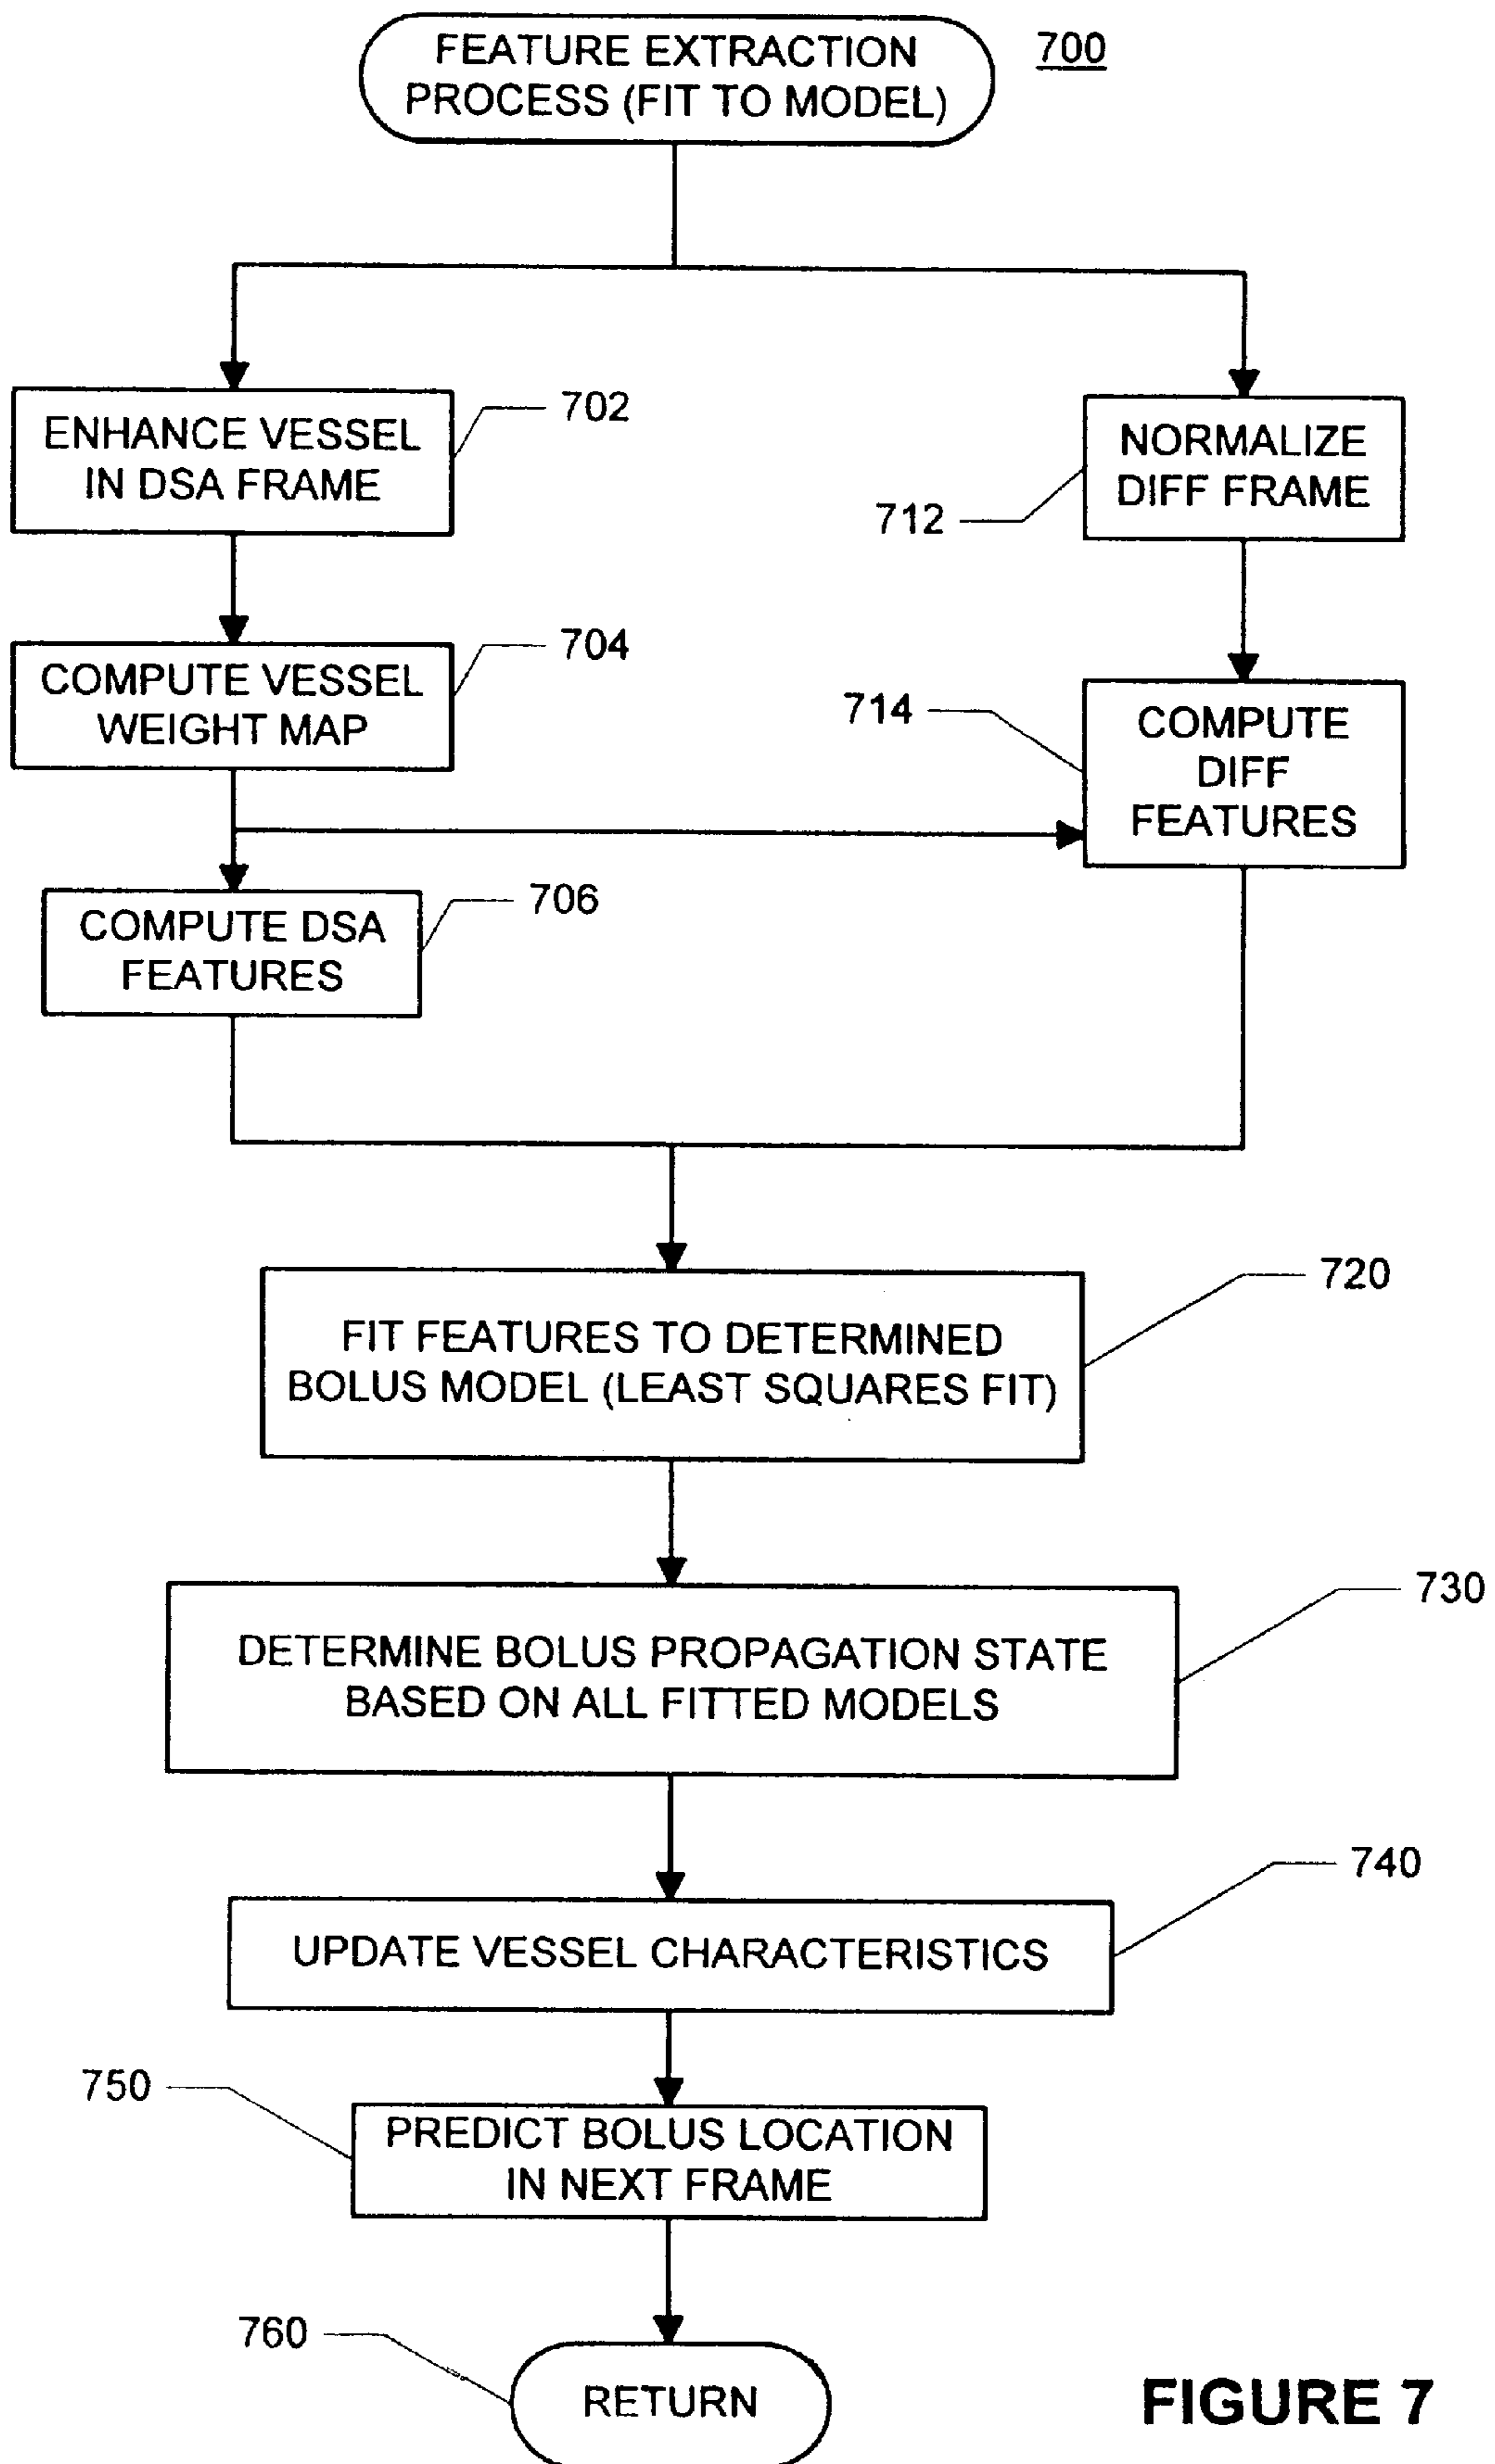 FEATURE EXTRACTION
PROCESS (FIT TO MODEL)
700
ENHANCE VESSEL
IN DSA FRAME
702
NORMALIZE
DIFF FRAME
712
COMPUTE VESSEL
WEIGHT MAP
704
COMPUTE
DIFF
FEATURES
714
COMPUTE DSA
FEATURES
706
FIT FEATURES TO DETERMINED
BOLUS MODEL (LEAST SQUARES FIT)
720
DETERMINE BOLUS PROPAGATION STATE
BASED ON ALL FITTED MODELS
730
UPDATE VESSEL CHARACTERISTICS
740
PREDICT BOLUS LOCATION
IN NEXT FRAME
750
RETURN
760
FIGURE 7